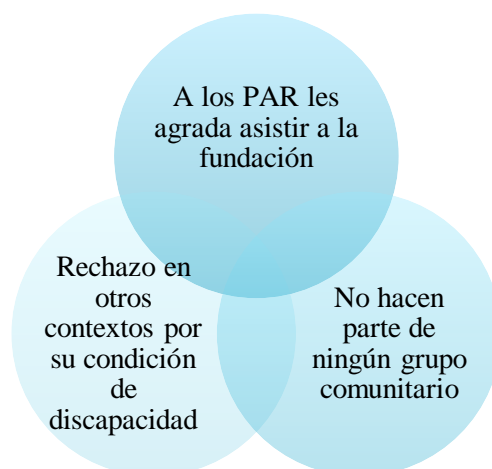 A los PAR les
agrada asistir a la
fundación
Rechazo en
otros
contextos por
su condición
de
discapacidad
No hacen
parte de
ningún grupo
comunitario